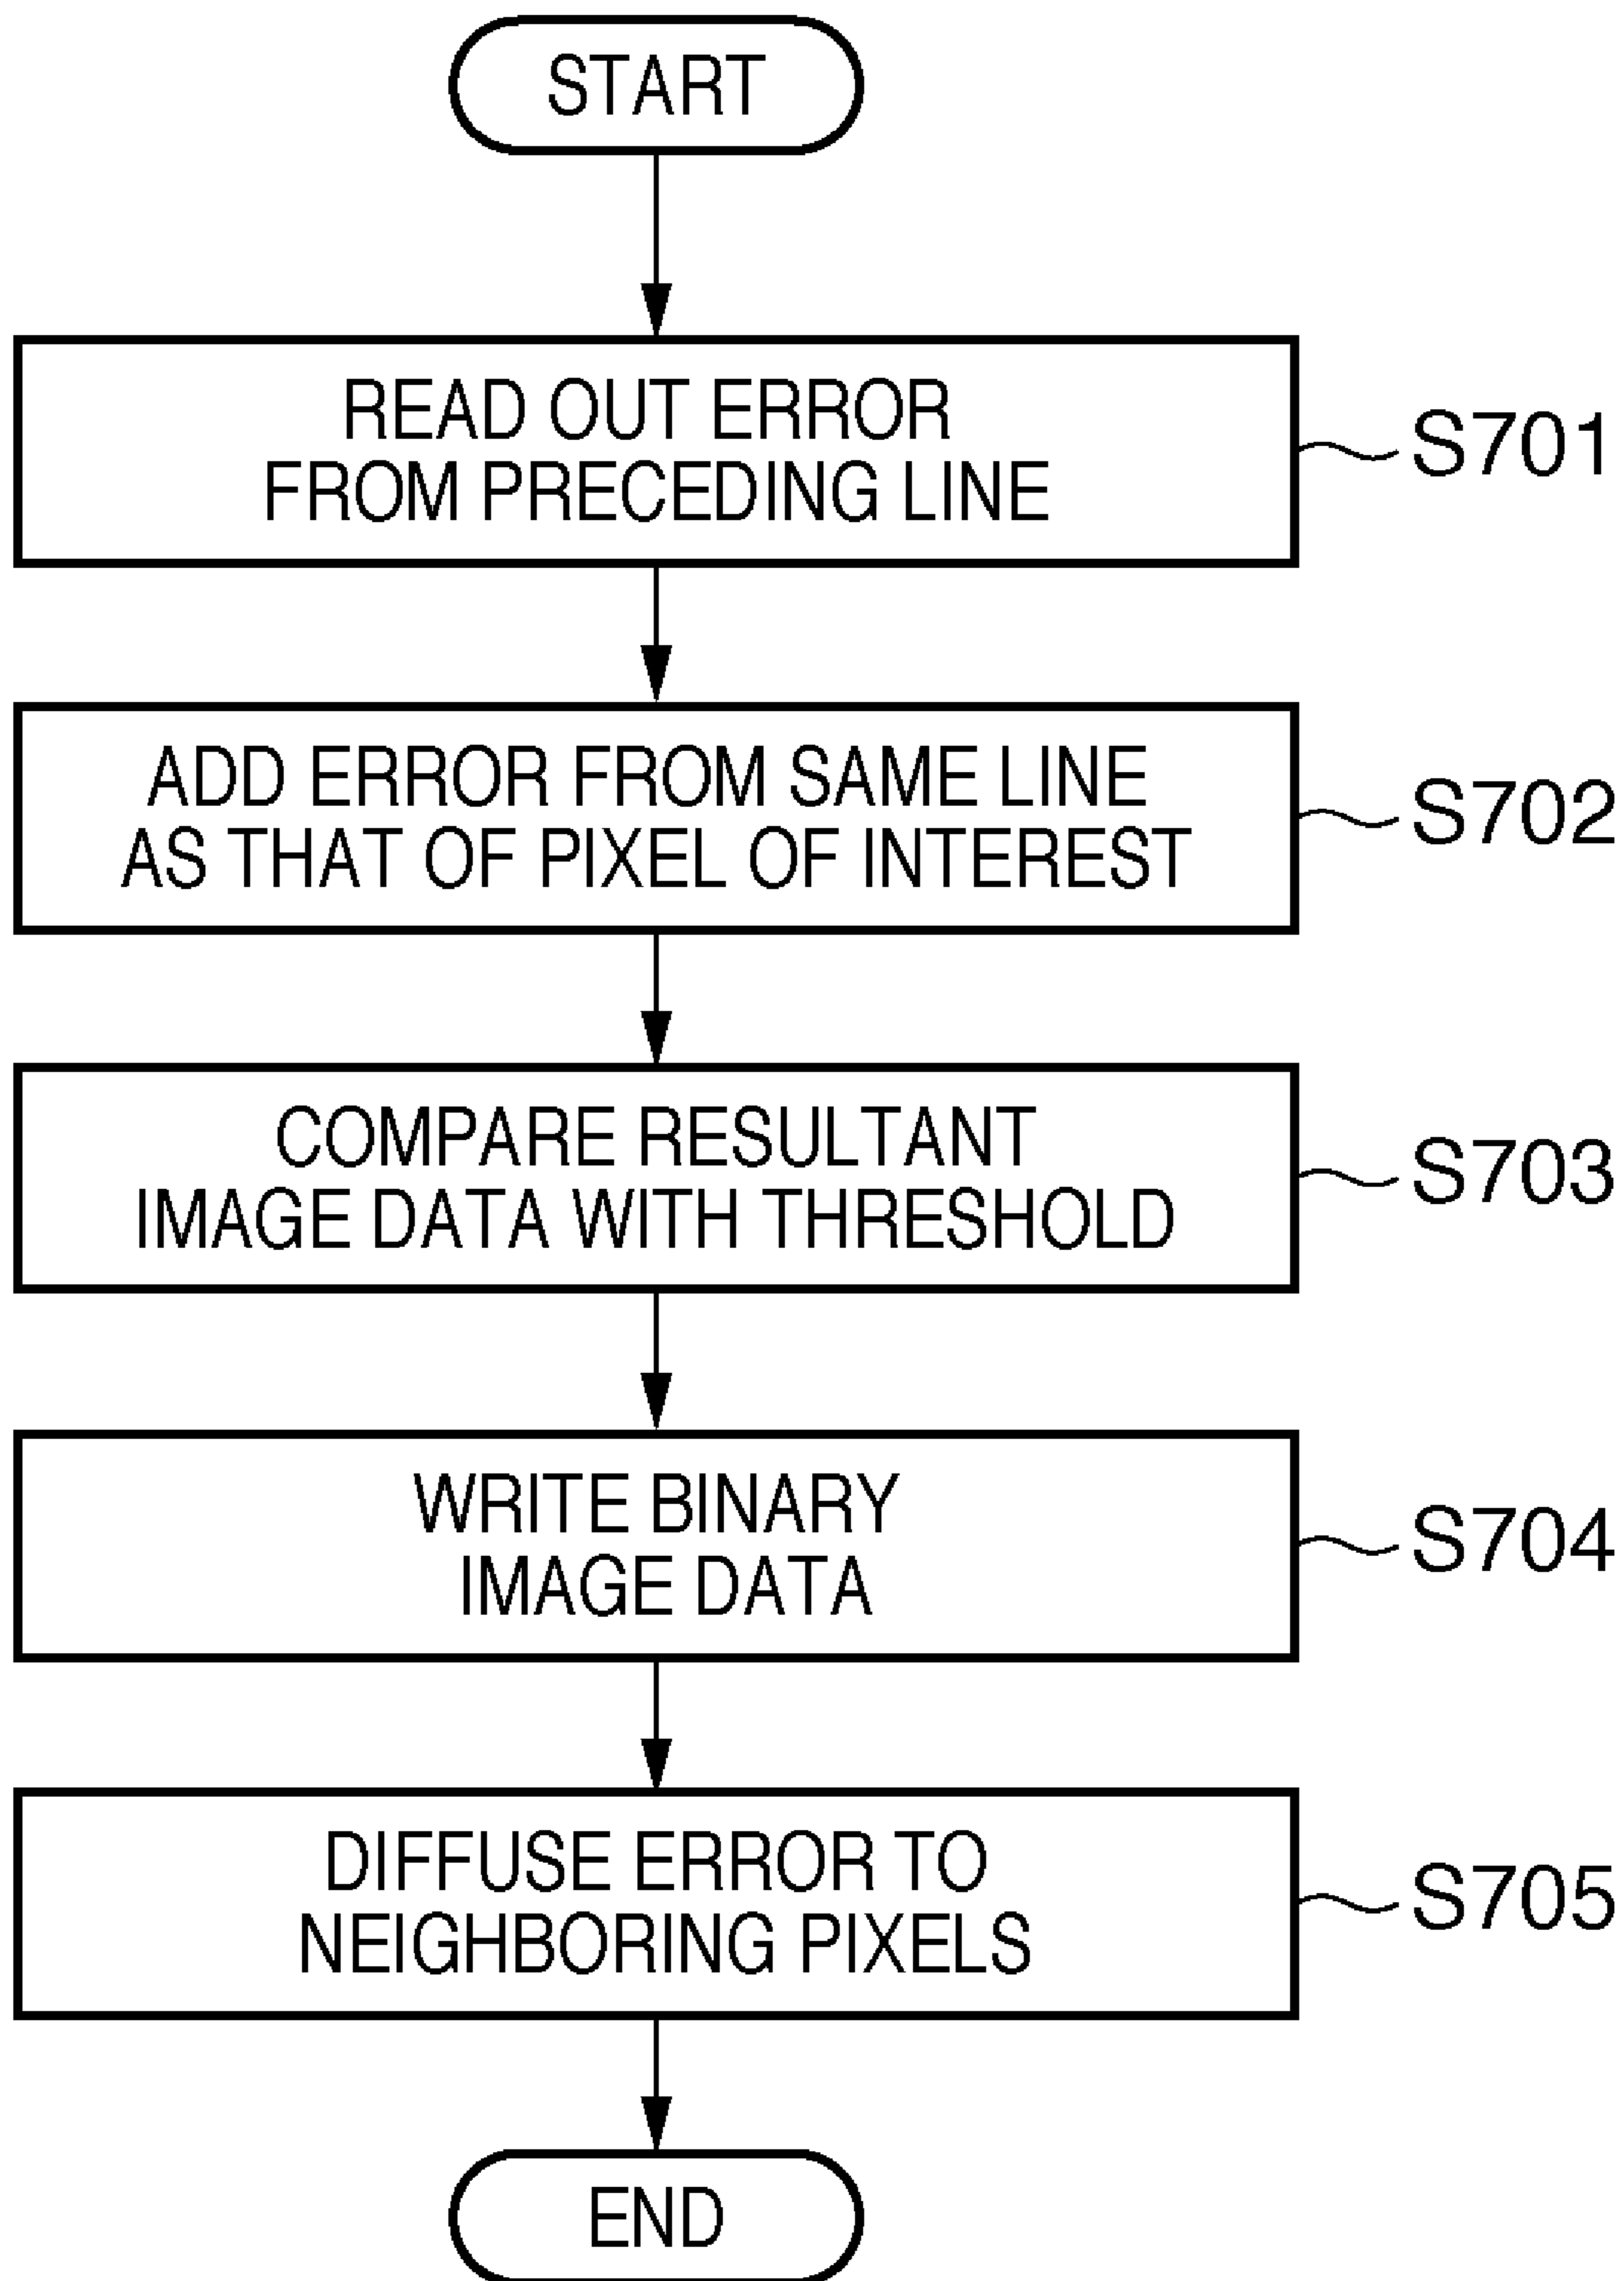 START
READ OUT ERROR
FROM PRECEDING LINE
S701
ADD ERROR FROM SAME LINE
AS THAT OF PIXEL OF INTEREST
S702
COMPARE RESULTANT
IMAGE DATA WITH THRESHOLD
S703
WRITE BINARY
IMAGE DATA
S704
DIFFUSE ERROR TO
NEIGHBORING PIXELS
S705
END